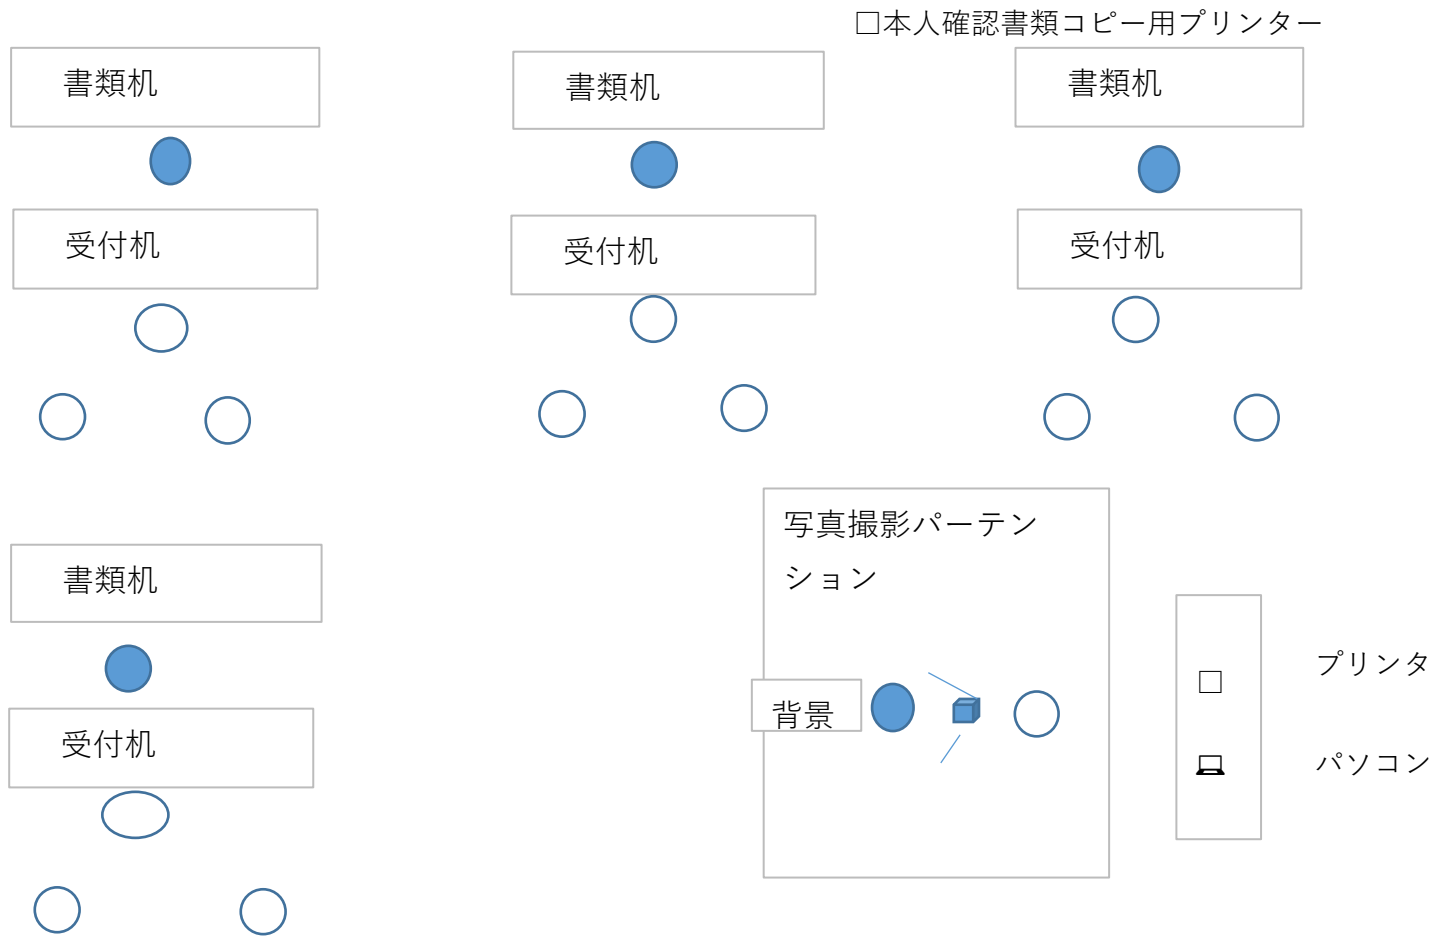 □本人確認書類コピー用プリンター
書類机
書類机
書類机
受付机
受付机
受付机
写真撮影パーテン
ション
書類机
プリンタ
背景
受付机
パソコン